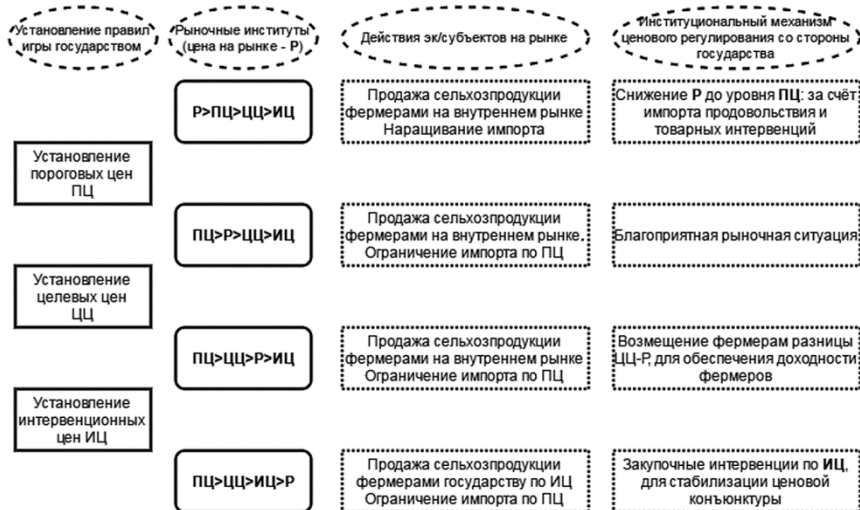 Установление правил
игры государством
Рыночные институты
(цена на рынке - Р)
Действия эк/субъектов на рынке
Институциональный механизм
ценового регулирования со стороны
государства
Р>ПЦ>ЦЦ>ИЦ
Продажа сельхозпродукции
фермерами на внутреннем рынке
Наращивание импорта
Снижение Р до уровня ПЦ: за счёт
импорта продовольствия и
товарных интервенций
Установление
пороговых цен
ПЦ
ПЦ>Р>ЦЦ>ИЦ
Продажа сельхозпродукции
фермерами на внутреннем рынке.
Ограничение импорта по ПЦ
Благоприятная рыночная ситуация
Установление
целевых цен
ЦЦ
ПЦ>ЦЦ>Р>ИЦ
Продажа сельхозпродукции
фермерами на внутреннем рынке
Ограничение импорта по ПЦ
Возмещение фермерам разницы
ЦЦ-Р, для обеспечения доходности
фермеров
Установление
интервенционных
цен ИЦ
ПЦ>ЦЦ>ИЦ>Р
Продажа сельхозпродукции
фермерами государству по ИЦ
Ограничение импорта по ПЦ
Закупочные интервенции по ИЦ,
для стабилизации ценовой
конъюнктуры